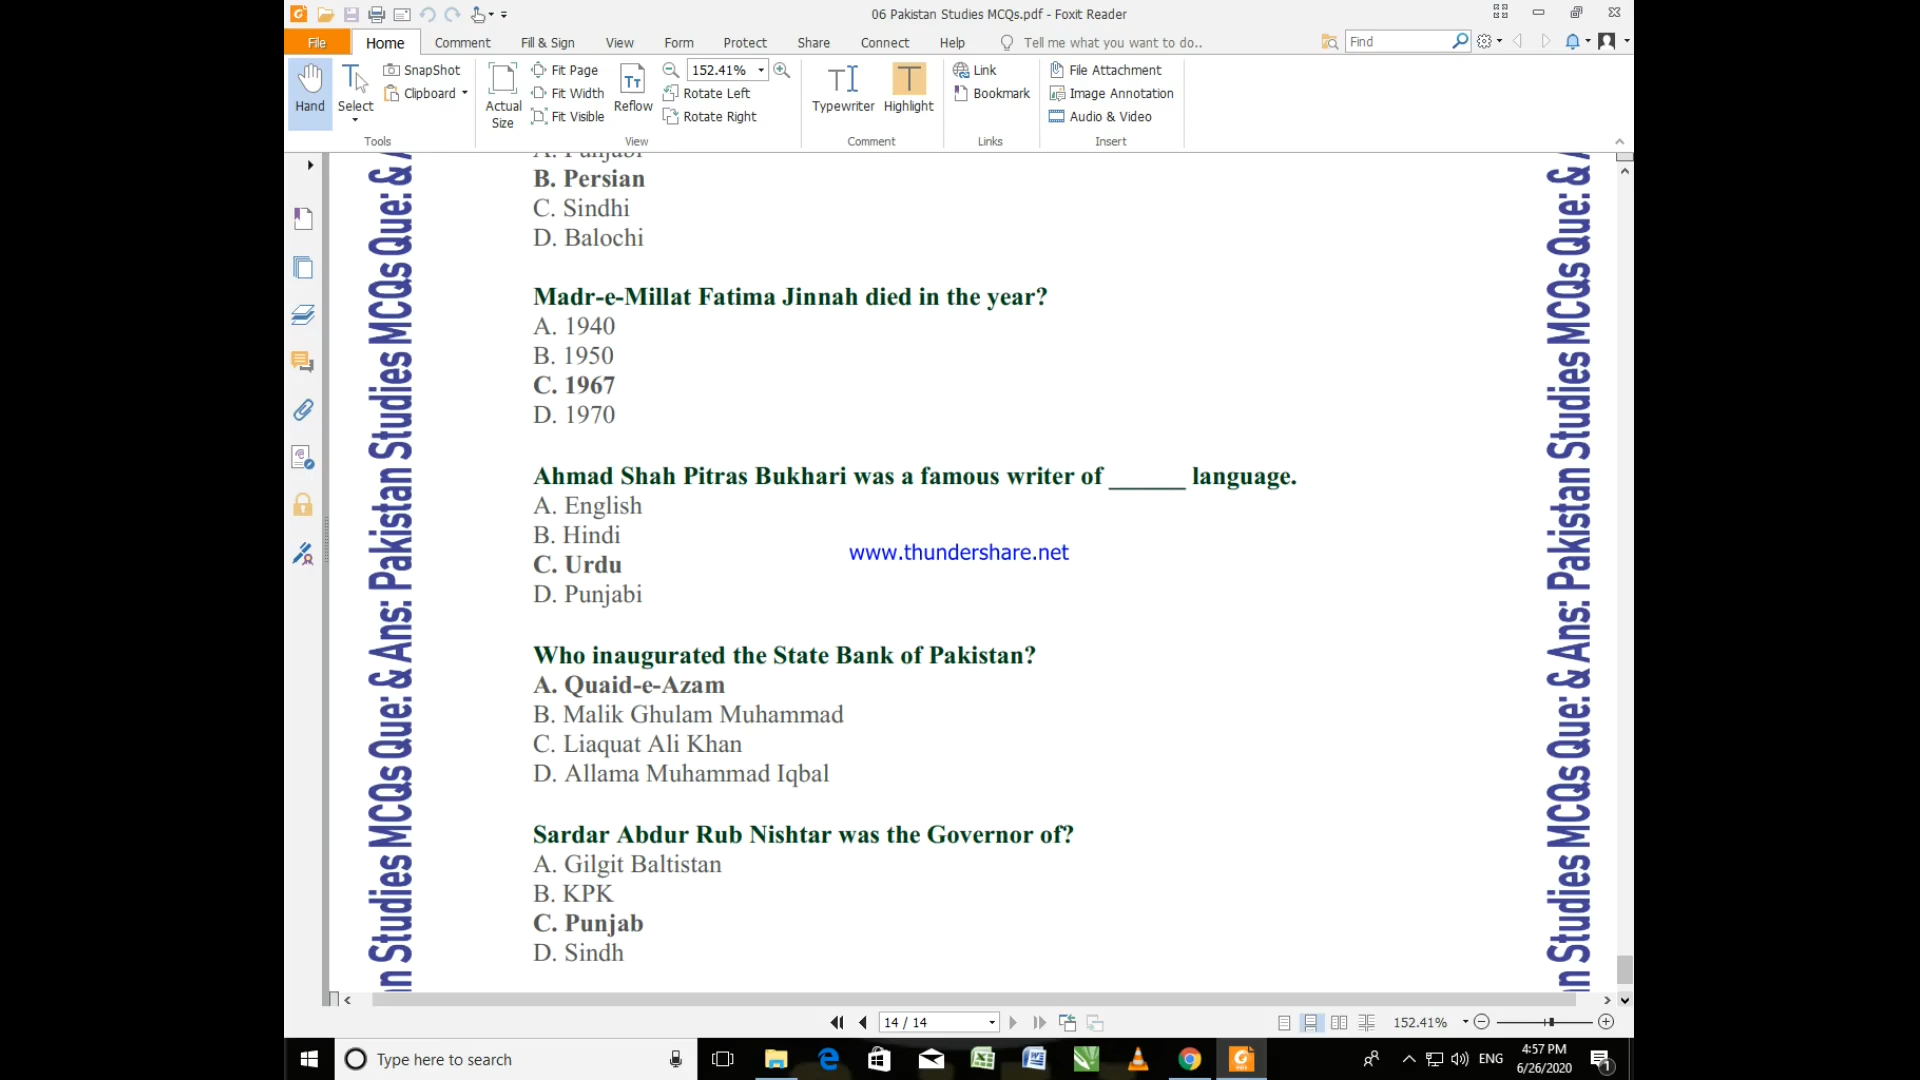 06 Pakistan Studies MCQs.pdf - Foxit Reader
File Home Comment Fill & Sign View Form Protect Share Connect Help Tell me what you want to do.. Find
Hand
Select
SnapShot
Clipboard
Tools
Actual Size
Fit Page
Fit Width
Fit Visible
Reflow
152.41%
Rotate Left
Rotate Right
View
Typewriter
Highlight
Comment
Link
Bookmark
Links
File Attachment
Image Annotation
Audio & Video
Insert
A. Punjabi
B. Persian
C. Sindhi
D. Balochi
Madr-e-Millat Fatima Jinnah died in the year?
A. 1940
B. 1950
C. 1967
D. 1970
Ahmad Shah Pitras Bukhari was a famous writer of ______ language.
A. English
B. Hindi
C. Urdu
D. Punjabi
www.thundershare.net
Who inaugurated the State Bank of Pakistan?
A. Quaid-e-Azam
B. Malik Ghulam Muhammad
C. Liaquat Ali Khan
D. Allama Muhammad Iqbal
Sardar Abdur Rub Nishtar was the Governor of?
A. Gilgit Baltistan
B. KPK
C. Punjab
D. Sindh
n Studies MCQs Que: & Ans: Pakistan Studies MCQs Que: &
n Studies MCQs Que: & Ans: Pakistan Studies MCQs Que: &
14 / 14
152.41%
Type here to search
ENG
4:57 PM
6/26/2020
1